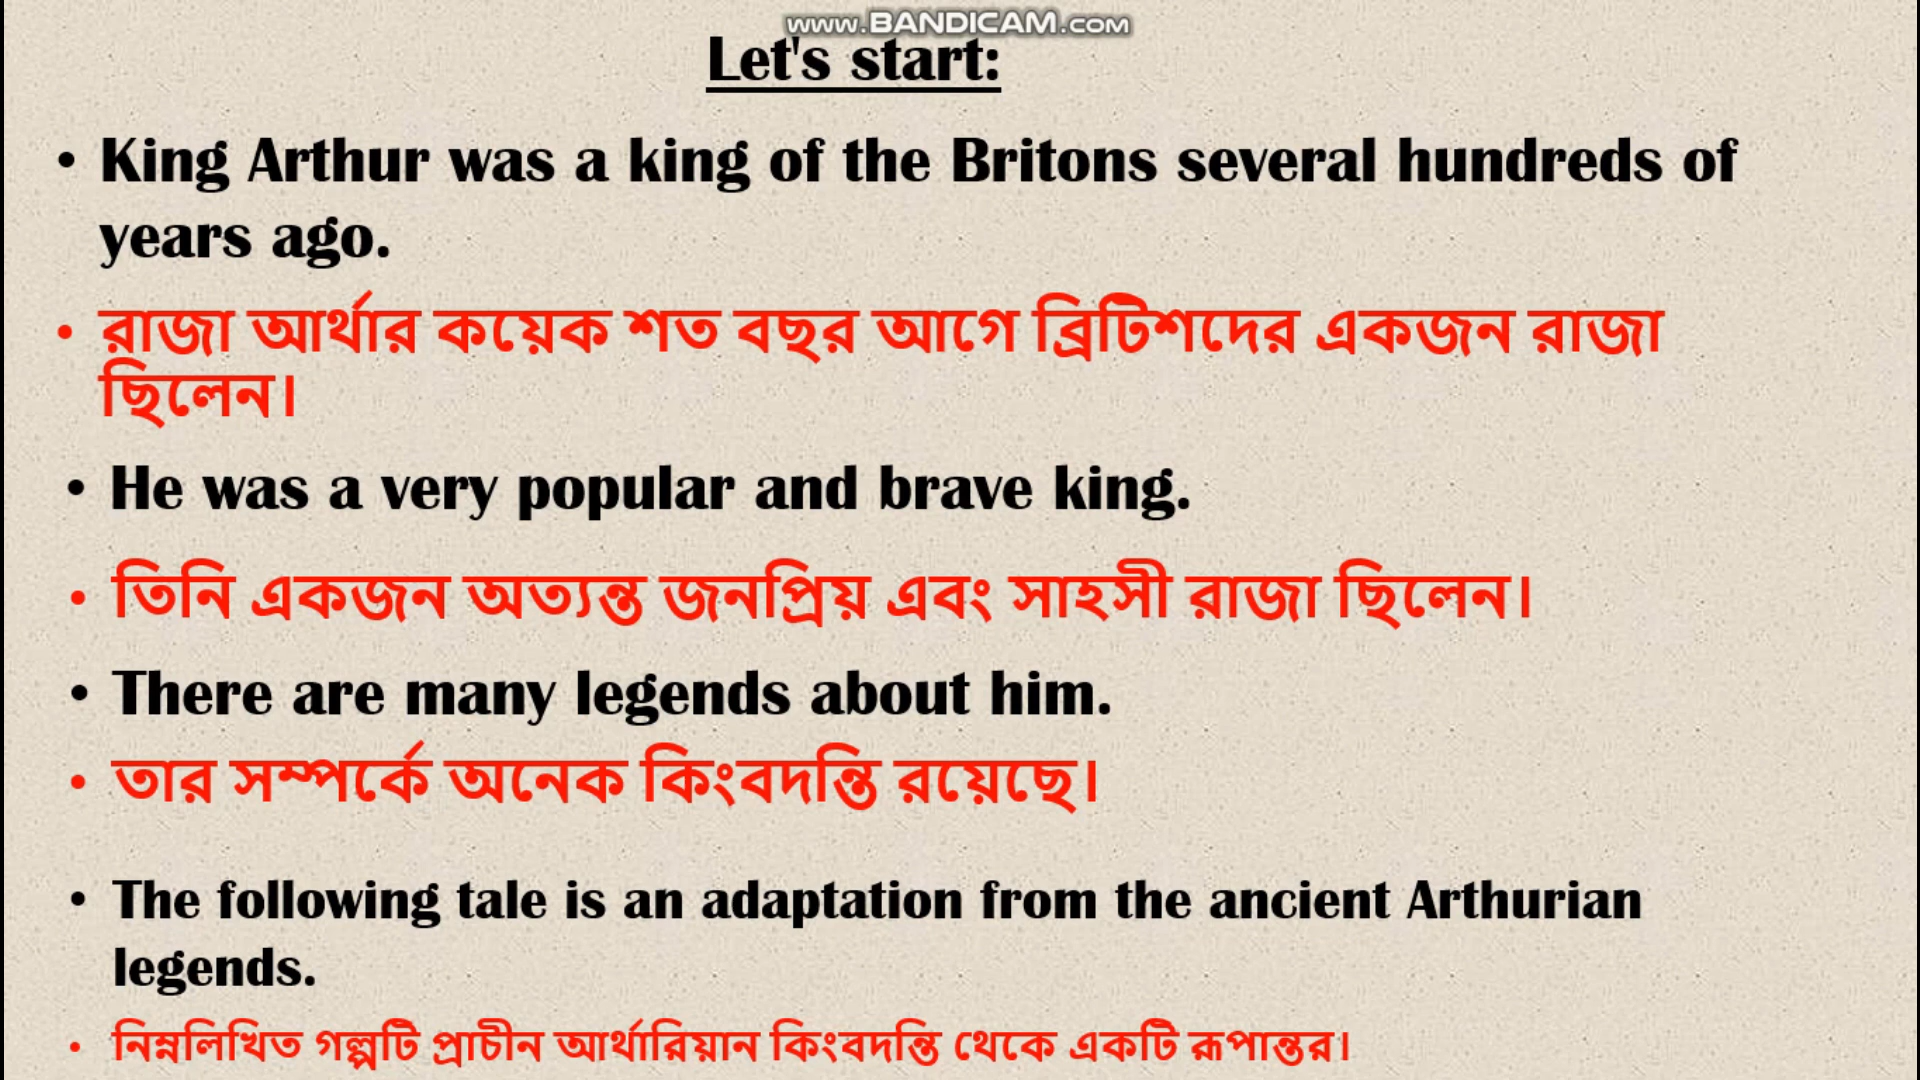 www.BANDICAM.com
Let's start:
• King Arthur was a king of the Britons several hundreds of
years ago.
• রাজা আর্থার কয়েক শত বছর আগে ব্রিটিশদের একজন রাজা
ছিলেন।
• He was a very popular and brave king.
• তিনি একজন অত্যন্ত জনপ্রিয় এবং সাহসী রাজা ছিলেন।
• There are many legends about him.
• তার সম্পর্কে অনেক কিংবদন্তি রয়েছে।
• The following tale is an adaptation from the ancient Arthurian
legends.
• নিম্নলিখিত গল্পটি প্রাচীন আর্থারিয়ান কিংবদন্তি থেকে একটি রূপান্তর।